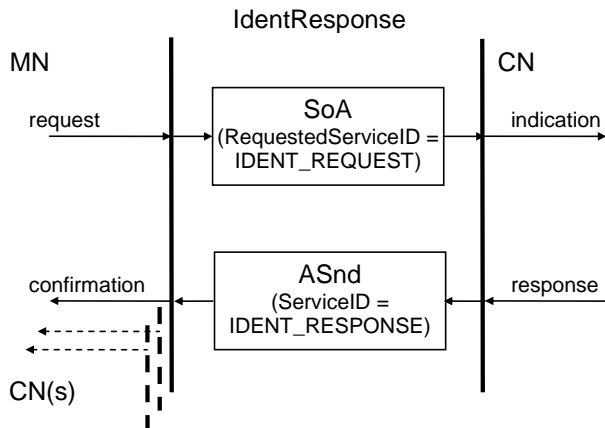 IdentResponse
MN
CN
request
SoA
(RequestedServiceID =
IDENT_REQUEST)
indication
confirmation
ASnd
(ServiceID =
IDENT_RESPONSE)
response
CN(s)